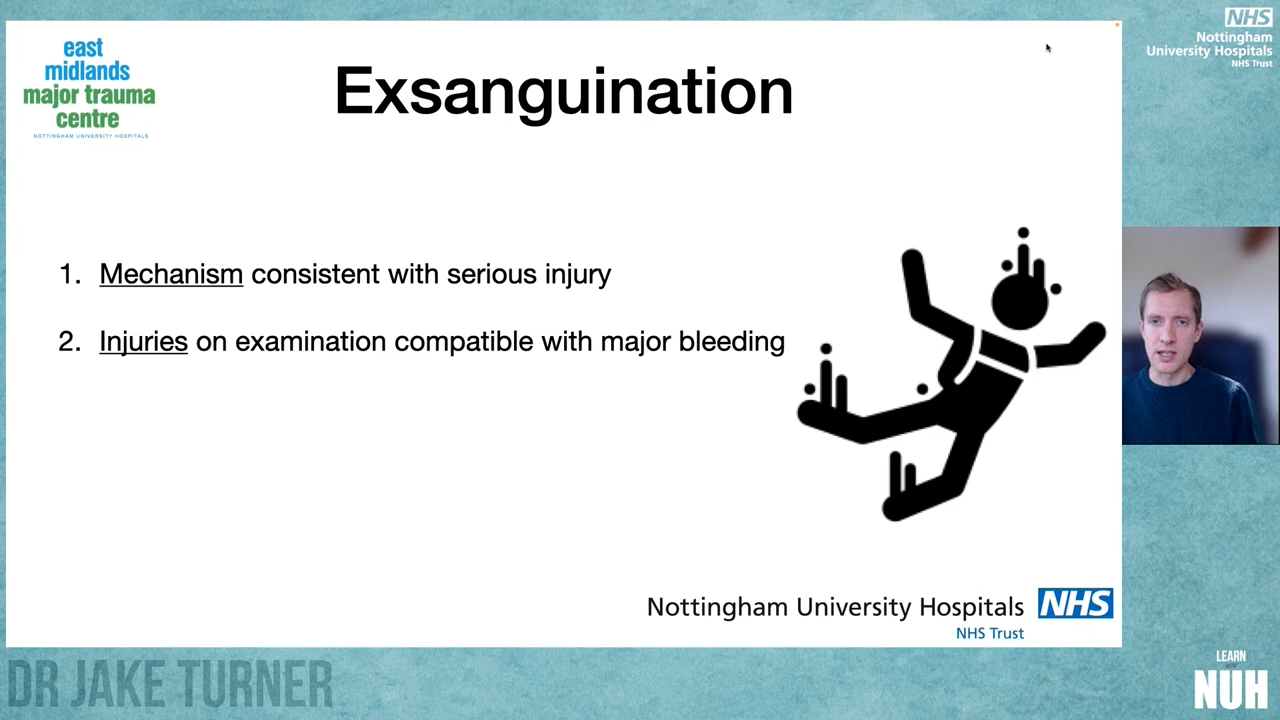 east
midlands
major trauma
centre
NOTTINGHAM UNIVERSITY HOSPITALS
Exsanguination
1. Mechanism consistent with serious injury
2. Injuries on examination compatible with major bleeding
Nottingham University Hospitals NHS
NHS Trust
NHS
Nottingham
University Hospitals
NHS Trust
DR JAKE TURNER
LEARN
NUH